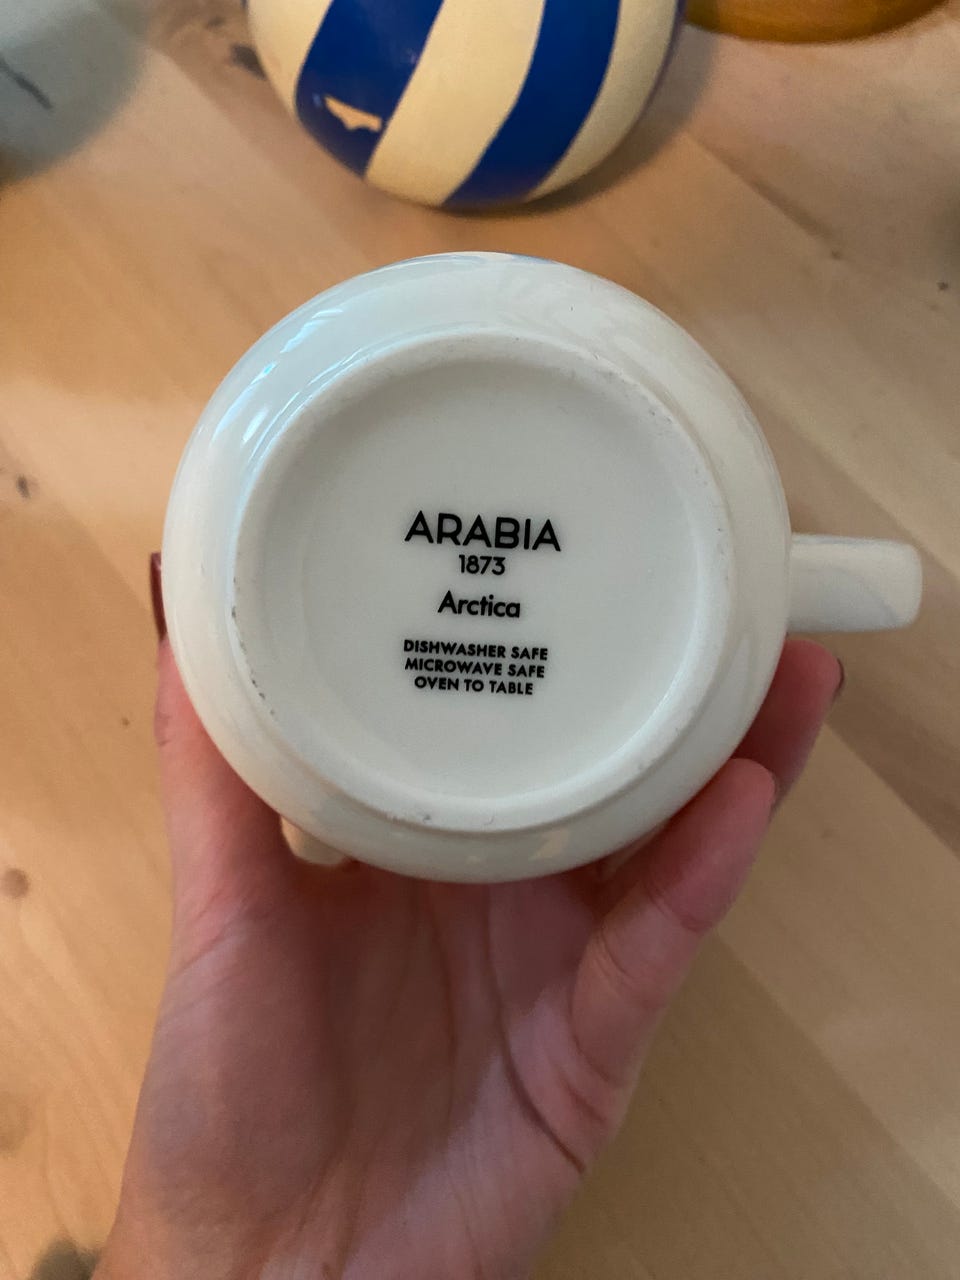 ARABIA
1873
Arctica
DISHWASHER SAFE
MICROWAVE SAFE
OVEN TO TABLE